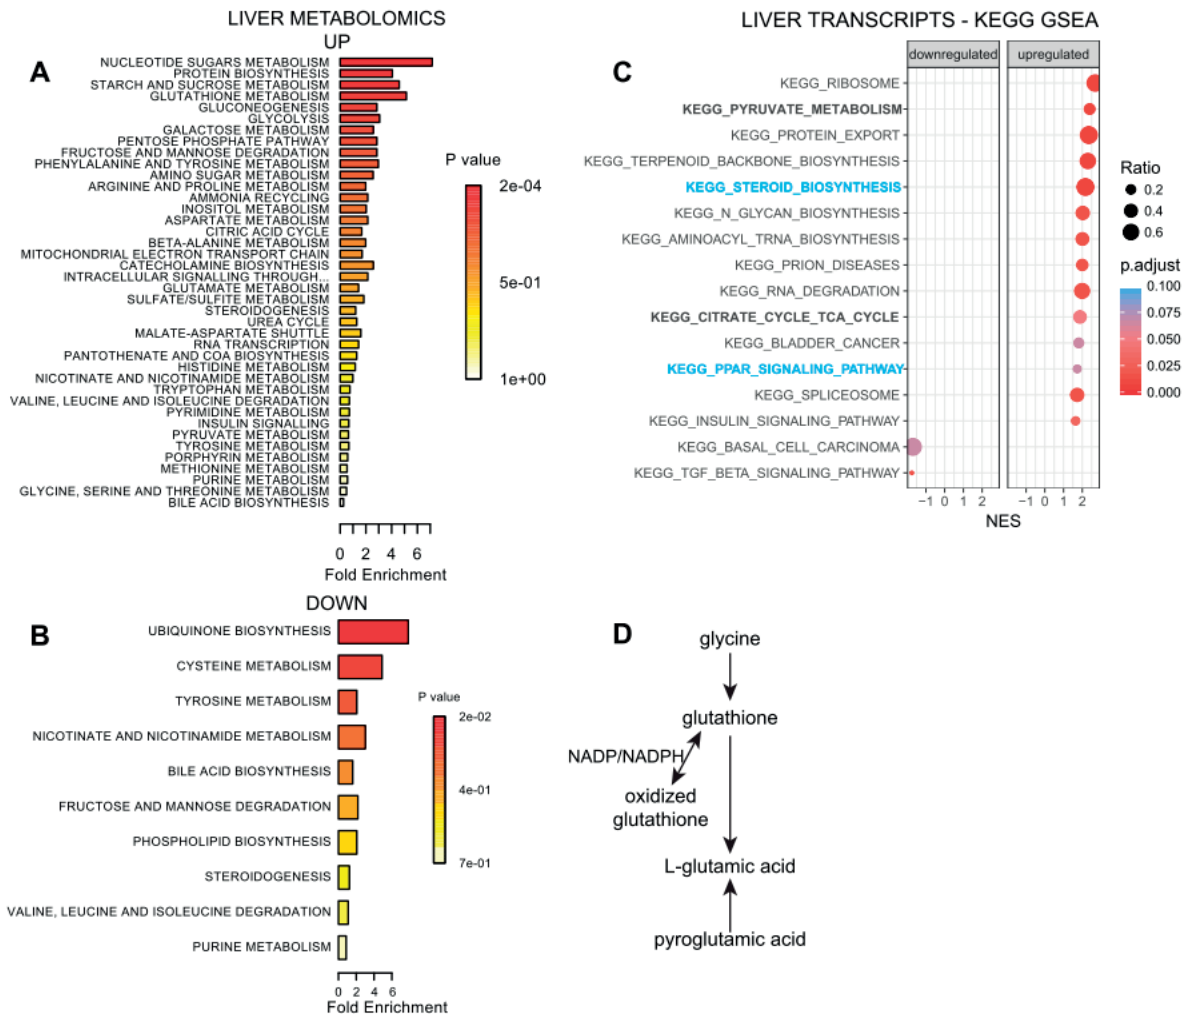 LIVER METABOLOMICS
UP
A
NUCLEOTIDE SUGARS METABOLISM
PROTEIN BIOSYNTHESIS
STARCH AND SUCROSE METABOLISM
GLUTATHIONE METABOLISM
GLUCONEOGENESIS
GLYCOLYSIS
GALACTOSE METABOLISM
PENTOSE PHOSPHATE PATHWAY
FRUCTOSE AND MANNOSE DEGRADATION
PHENYLALANINE AND TYROSINE METABOLISM
AMINO SUGAR METABOLISM
ARGININE AND PROLINE METABOLISM
AMMONIA RECYCLING
INOSITOL METABOLISM
ASPARTATE METABOLISM
CITRIC ACID CYCLE
BETA-ALANINE METABOLISM
MITOCHONDRIAL ELECTRON TRANSPORT CHAIN
CATECHOLAMINE BIOSYNTHESIS
INTRACELLULAR SIGNALLING THROUGH...
GLUTAMATE METABOLISM
SULFATE/SULFITE METABOLISM
STEROIDOGENESIS
UREA CYCLE
MALATE-ASPARTATE SHUTTLE
RNA TRANSCRIPTION
PANTOTHENATE AND COA BIOSYNTHESIS
HISTIDINE METABOLISM
NICOTINATE AND NICOTINAMIDE METABOLISM
TRYPTOPHAN METABOLISM
VALINE, LEUCINE AND ISOLEUCINE DEGRADATION
PYRIMIDINE METABOLISM
INSULIN SIGNALLING
PYRUVATE METABOLISM
TYROSINE METABOLISM
PORPHYRIN METABOLISM
METHIONINE METABOLISM
PURINE METABOLISM
GLYCINE, SERINE AND THREONINE METABOLISM
BILE ACID BIOSYNTHESIS
0 2 4 6
Fold Enrichment
P value
2e-04
5e-01
1e+00
DOWN
B
UBIQUINONE BIOSYNTHESIS
CYSTEINE METABOLISM
TYROSINE METABOLISM
NICOTINATE AND NICOTINAMIDE METABOLISM
BILE ACID BIOSYNTHESIS
FRUCTOSE AND MANNOSE DEGRADATION
PHOSPHOLIPID BIOSYNTHESIS
STEROIDOGENESIS
VALINE, LEUCINE AND ISOLEUCINE DEGRADATION
PURINE METABOLISM
0 2 4 6
Fold Enrichment
P value
2e-02
4e-01
7e-01
LIVER TRANSCRIPTS - KEGG GSEA
C
downregulated upregulated
KEGG_RIBOSOME
KEGG_PYRUVATE_METABOLISM
KEGG_PROTEIN_EXPORT
KEGG_TERPENOID_BACKBONE_BIOSYNTHESIS
KEGG_STEROID_BIOSYNTHESIS
KEGG_N_GLYCAN_BIOSYNTHESIS
KEGG_AMINOACYL_TRNA_BIOSYNTHESIS
KEGG_PRION_DISEASES
KEGG_RNA_DEGRADATION
KEGG_CITRATE_CYCLE_TCA_CYCLE
KEGG_BLADDER_CANCER
KEGG_PPAR_SIGNALING_PATHWAY
KEGG_SPLICEOSOME
KEGG_INSULIN_SIGNALING_PATHWAY
KEGG_BASAL_CELL_CARCINOMA
KEGG_TGF_BETA_SIGNALING_PATHWAY
−1 0 1 2 −1 0 1 2
NES
Ratio
0.2
0.4
0.6
p.adjust
0.100
0.075
0.050
0.025
0.000
D
glycine
glutathione
NADP/NADPH
oxidized
glutathione
L-glutamic acid
pyroglutamic acid